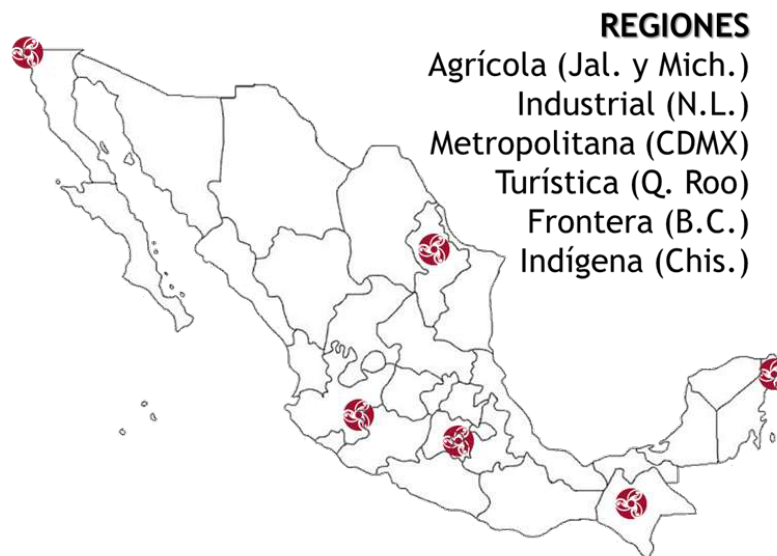 REGIONES
Agrícola (Jal. y Mich.)
Industrial (N.L.)
Metropolitana (CDMX)
Turística (Q. Roo)
Frontera (B.C.)
Indígena (Chis.)